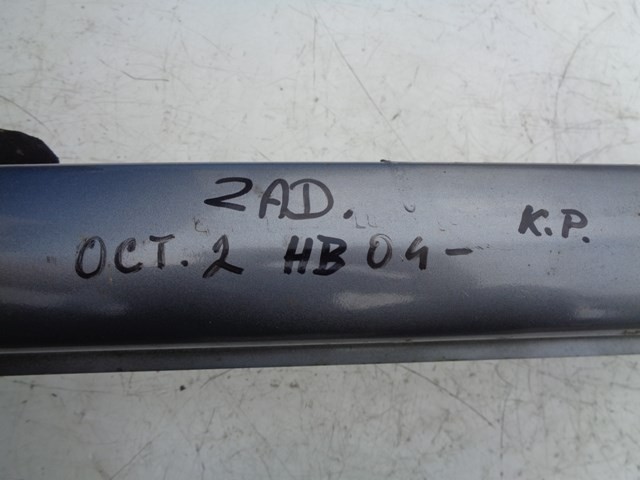 ZAD.
OCT. 2 HB 04- K.P.